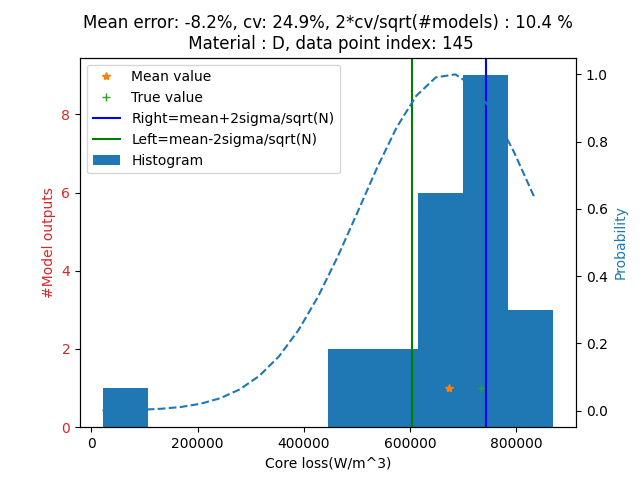 Mean error: -8.2%, cv: 24.9%, 2*cv/sqrt(#models) : 10.4 %
Material : D, data point index: 145
Mean value
True value
Right=mean+2sigma/sqrt(N)
Left=mean-2sigma/sqrt(N)
Histogram
#Model outputs
0
2
4
6
8
Probability
0.0
0.2
0.4
0.6
0.8
1.0
0 200000 400000 600000 800000
Core loss(W/m^3)